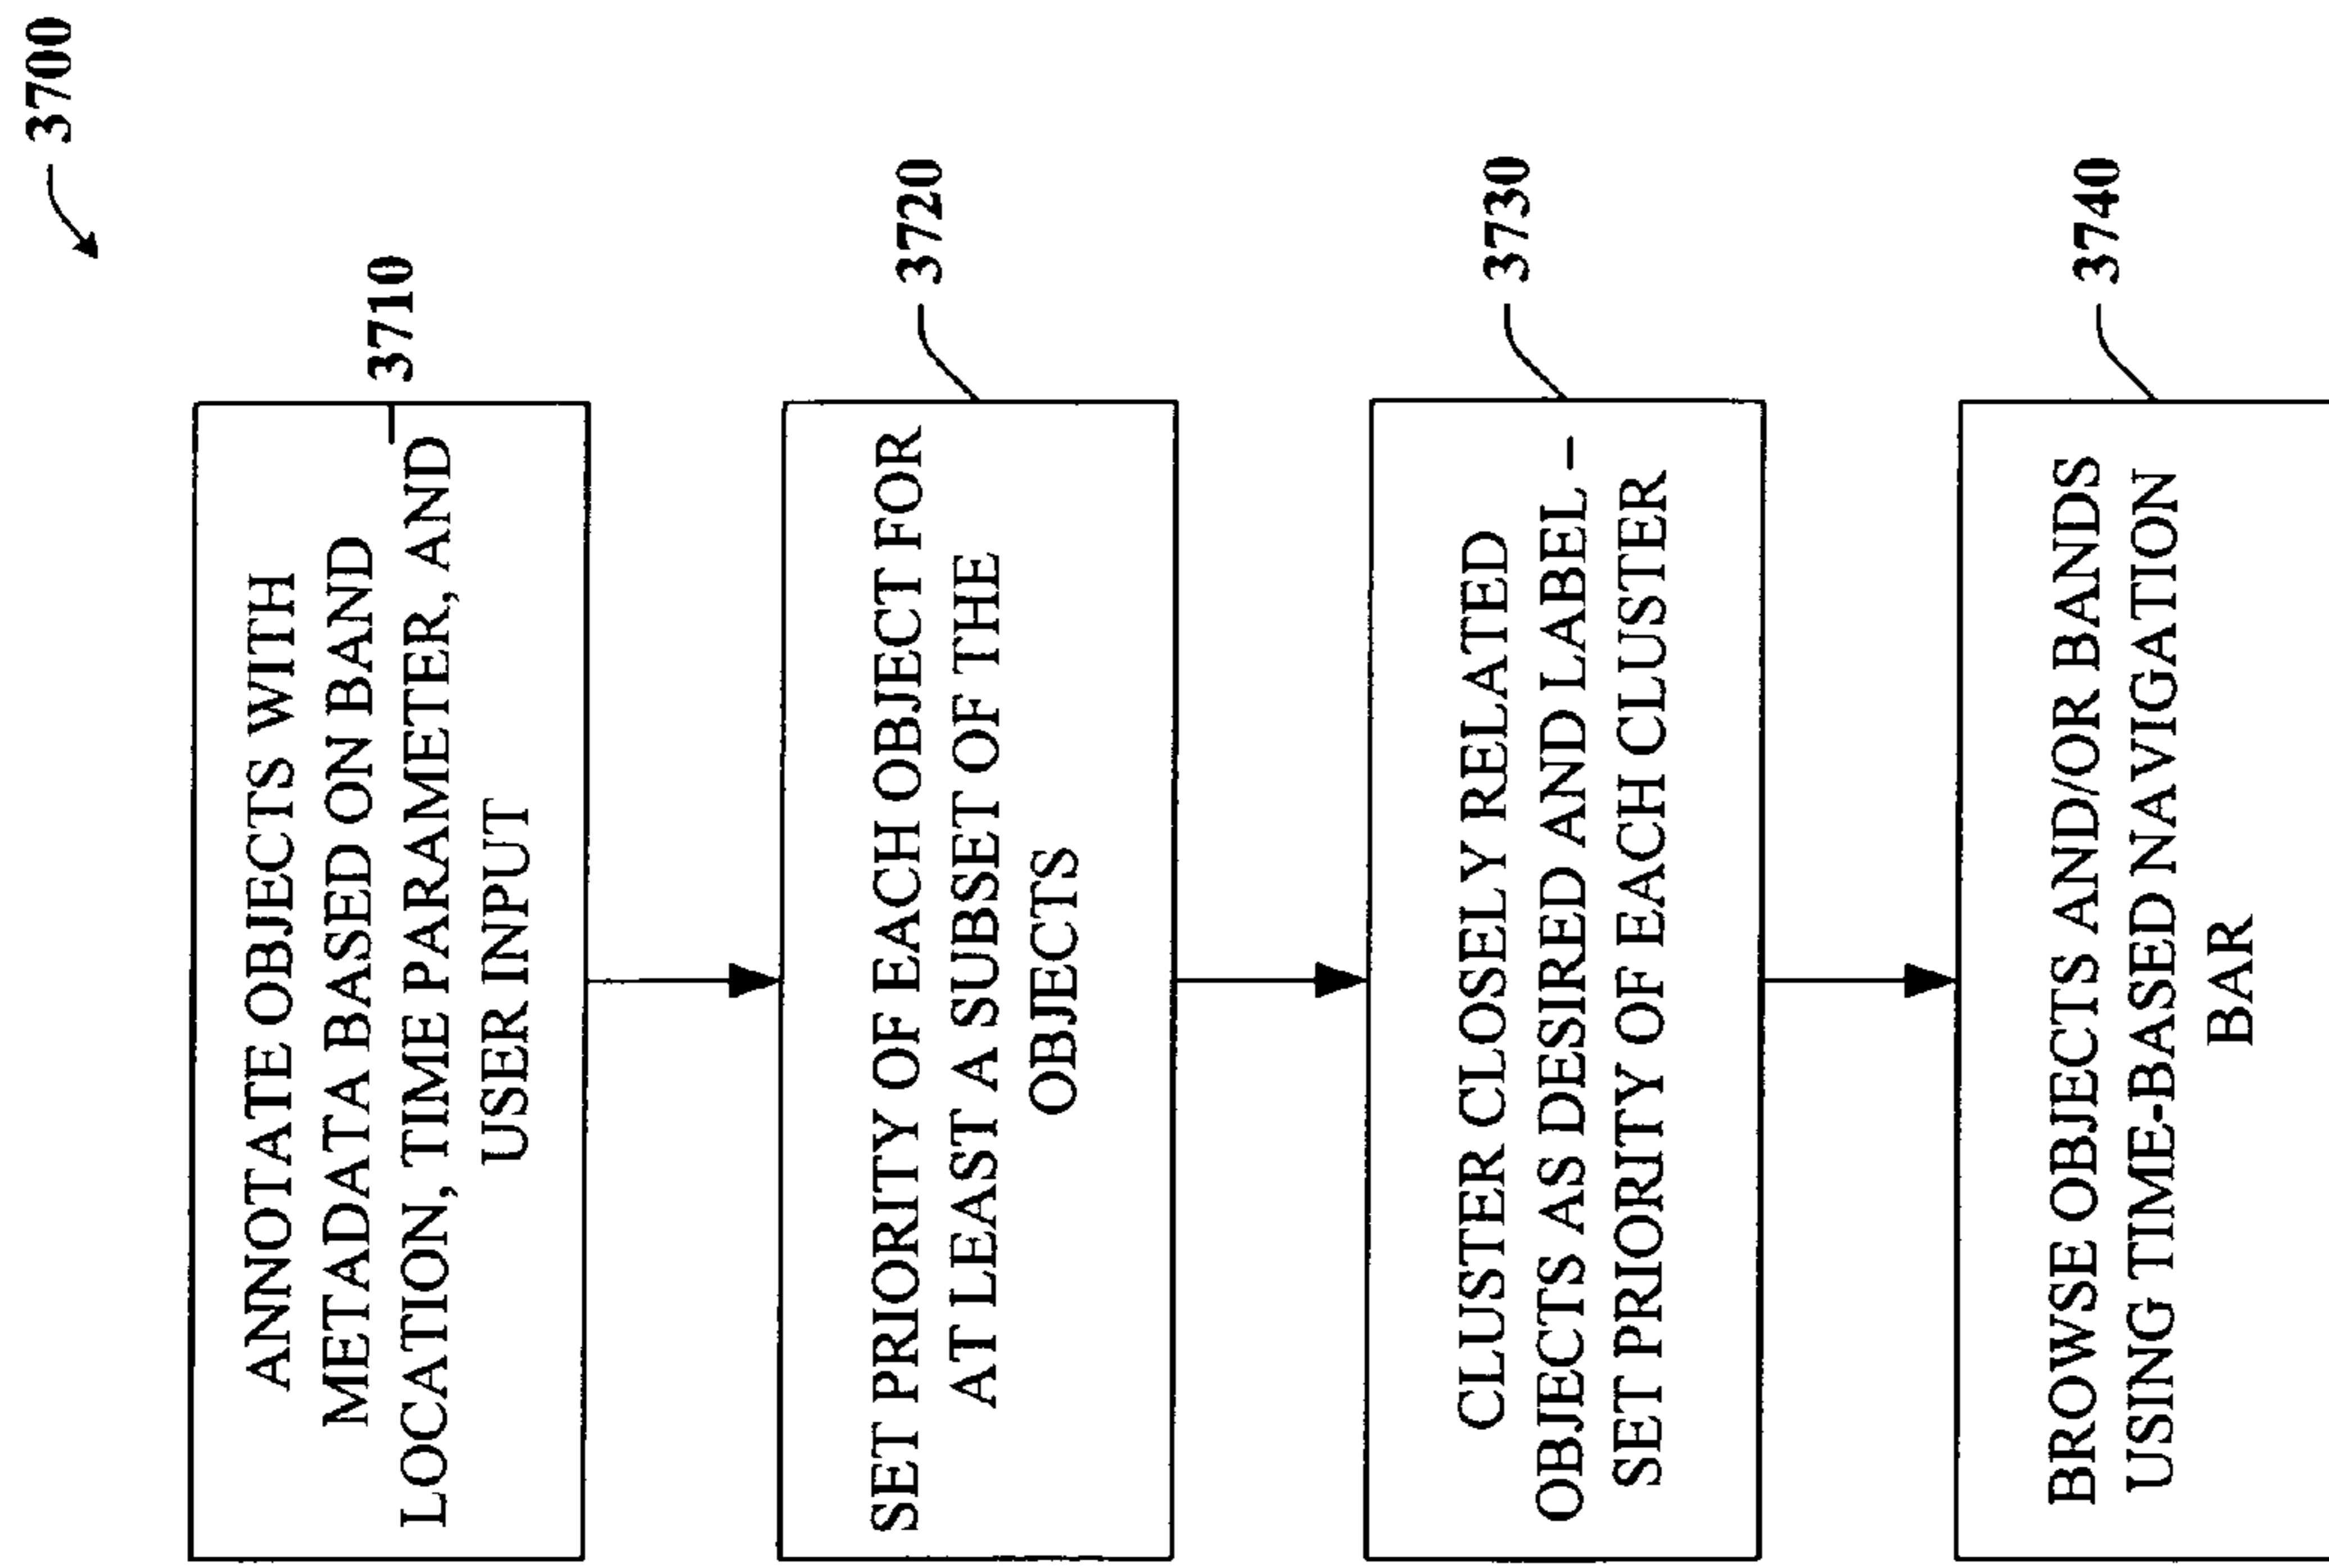 3700
ANNOTATE OBJECTS WITH
METADATA BASED ON BAND
LOCATION, TIME PARAMETER, AND
USER INPUT
3710
SET PRIORITY OF EACH OBJECT FOR
AT LEAST A SUBSET OF THE
OBJECTS
3720
CLUSTER CLOSELY RELATED
OBJECTS AS DESIRED AND LABEL –
SET PRIORITY OF EACH CLUSTER
3730
BROWSE OBJECTS AND/OR BANDS
USING TIME-BASED NAVIGATION
BAR
3740